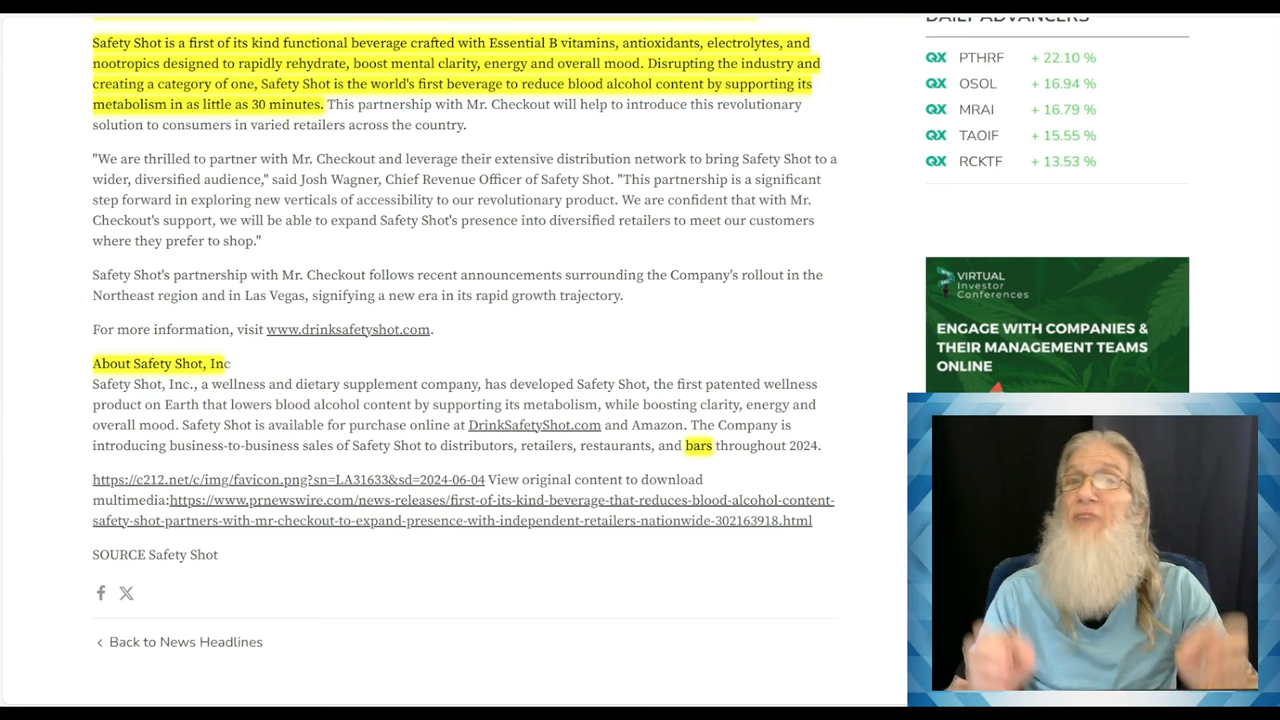 DAILY ADVANCERS
Safety Shot is a first of its kind functional beverage crafted with Essential B vitamins, antioxidants, electrolytes, and
nootropics designed to rapidly rehydrate, boost mental clarity, energy and overall mood. Disrupting the industry and
creating a category of one, Safety Shot is the world's first beverage to reduce blood alcohol content by supporting its
metabolism in as little as 30 minutes. This partnership with Mr. Checkout will help to introduce this revolutionary
solution to consumers in varied retailers across the country.
"We are thrilled to partner with Mr. Checkout and leverage their extensive distribution network to bring Safety Shot to a
wider, diversified audience," said Josh Wagner, Chief Revenue Officer of Safety Shot. "This partnership is a significant
step forward in exploring new verticals of accessibility to our revolutionary product. We are confident that with Mr.
Checkout's support, we will be able to expand Safety Shot's presence into diversified retailers to meet our customers
where they prefer to shop."
Safety Shot's partnership with Mr. Checkout follows recent announcements surrounding the Company's rollout in the
Northeast region and in Las Vegas, signifying a new era in its rapid growth trajectory.
For more information, visit www.drinksafetyshot.com.
About Safety Shot, Inc
Safety Shot, Inc., a wellness and dietary supplement company, has developed Safety Shot, the first patented wellness
product on Earth that lowers blood alcohol content by supporting its metabolism, while boosting clarity, energy and
overall mood. Safety Shot is available for purchase online at DrinkSafetyShot.com and Amazon. The Company is
introducing business-to-business sales of Safety Shot to distributors, retailers, restaurants, and bars throughout 2024.
https://c212.net/c/img/favicon.png?sn=LA31633&sd=2024-06-04 View original content to download
multimedia:https://www.prnewswire.com/news-releases/first-of-its-kind-beverage-that-reduces-blood-alcohol-content-
safety-shot-partners-with-mr-checkout-to-expand-presence-with-independent-retailers-nationwide-302163918.html
SOURCE Safety Shot
Back to News Headlines
QX PTHRF + 22.10 %
QX OSOL + 16.94 %
QX MRAI + 16.79 %
QX TAOIF + 15.55 %
QX RCKTF + 13.53 %
VIRTUAL
Investor
Conferences
ENGAGE WITH COMPANIES &
THEIR MANAGEMENT TEAMS
ONLINE